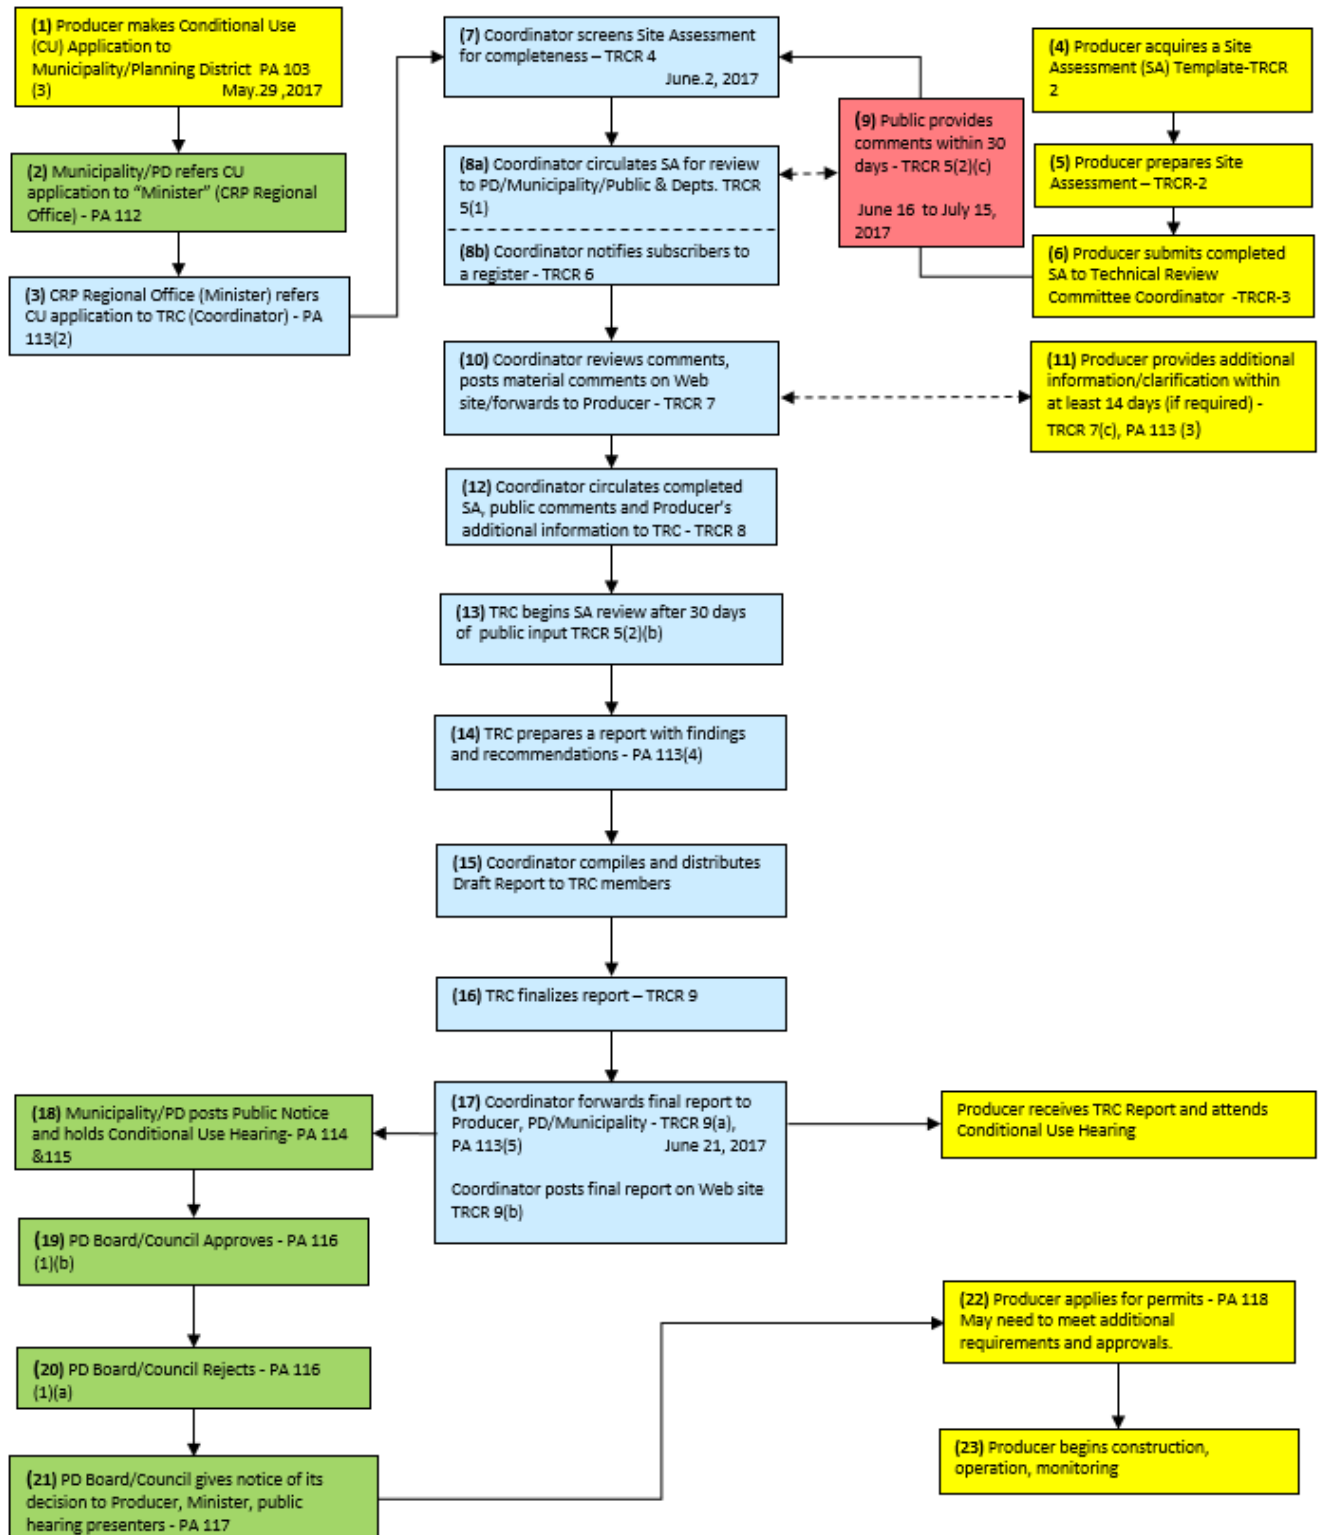 (1) Producer makes Conditional Use
(CU) Application to
Municipality/Planning District  PA 103
(3) May.29 ,2017
(2) Municipality/PD refers CU
application to “Minister” (CRP Regional
Office) - PA 112
(3) CRP Regional Office (Minister) refers
CU application to TRC (Coordinator) - PA
113(2)
(4) Producer acquires a Site
Assessment (SA) Template-TRCR
2
(5) Producer prepares Site
Assessment – TRCR-2
(6) Producer submits completed
SA to Technical Review
Committee Coordinator  -TRCR-3
(7) Coordinator screens Site Assessment
for completeness – TRCR 4
June.2, 2017
(8a) Coordinator circulates SA for review
to PD/Municipality/Public & Depts. TRCR
5(1)
(8b) Coordinator notifies subscribers to
a register - TRCR 6
(9) Public provides
comments within 30
days - TRCR 5(2)(c)
June 16  to July 15,
2017
(10) Coordinator reviews comments,
posts material comments on Web
site/forwards to Producer - TRCR 7
(11) Producer provides additional
information/clarification within
at least 14 days (if required) -
TRCR 7(c), PA 113 (3)
(12) Coordinator circulates completed
SA, public comments and Producer's
additional information to TRC - TRCR 8
(13) TRC begins SA review after 30 days
of  public input TRCR 5(2)(b)
(14) TRC prepares a report with findings
and recommendations - PA 113(4)
(15) Coordinator compiles and distributes
Draft Report to TRC members
(16) TRC finalizes report – TRCR 9
(17) Coordinator forwards final report to
Producer, PD/Municipality - TRCR 9(a),
PA 113(5) June 21, 2017
Coordinator posts final report on Web site
TRCR 9(b)
Producer receives TRC Report and attends
Conditional Use Hearing
(18) Municipality/PD posts Public Notice
and holds Conditional Use Hearing- PA 114
&115
(19) PD Board/Council Approves - PA 116
(1)(b)
(20) PD Board/Council Rejects - PA 116
(1)(a)
(21) PD Board/Council gives notice of its
decision to Producer, Minister, public
hearing presenters - PA 117
(22) Producer applies for permits - PA 118
May need to meet additional
requirements and approvals.
(23) Producer begins construction,
operation, monitoring